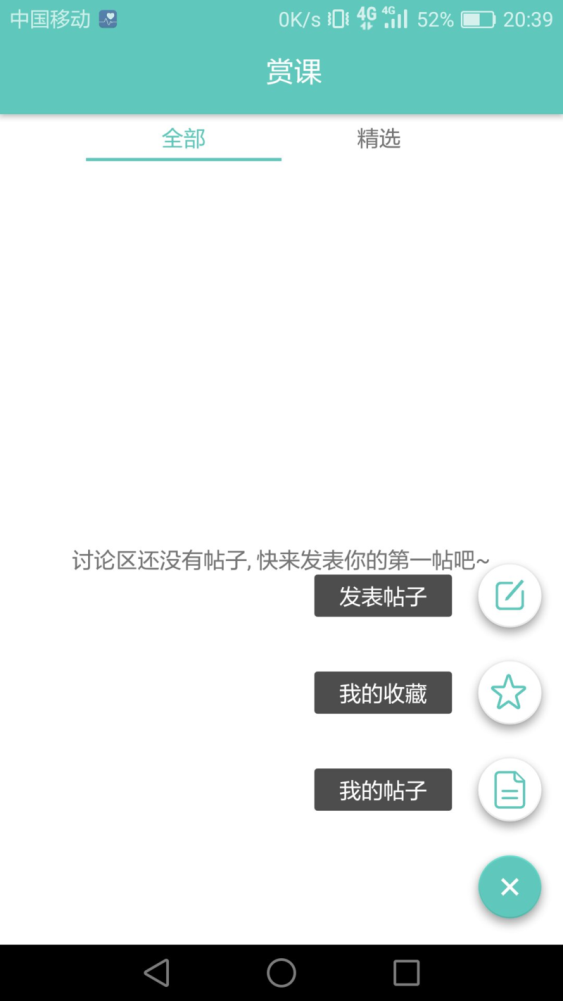 中国移动 0K/s 4G 4G 52% 20:39
赏课
全部 精选
讨论区还没有帖子, 快来发表你的第一帖吧~
发表帖子
我的收藏
我的帖子